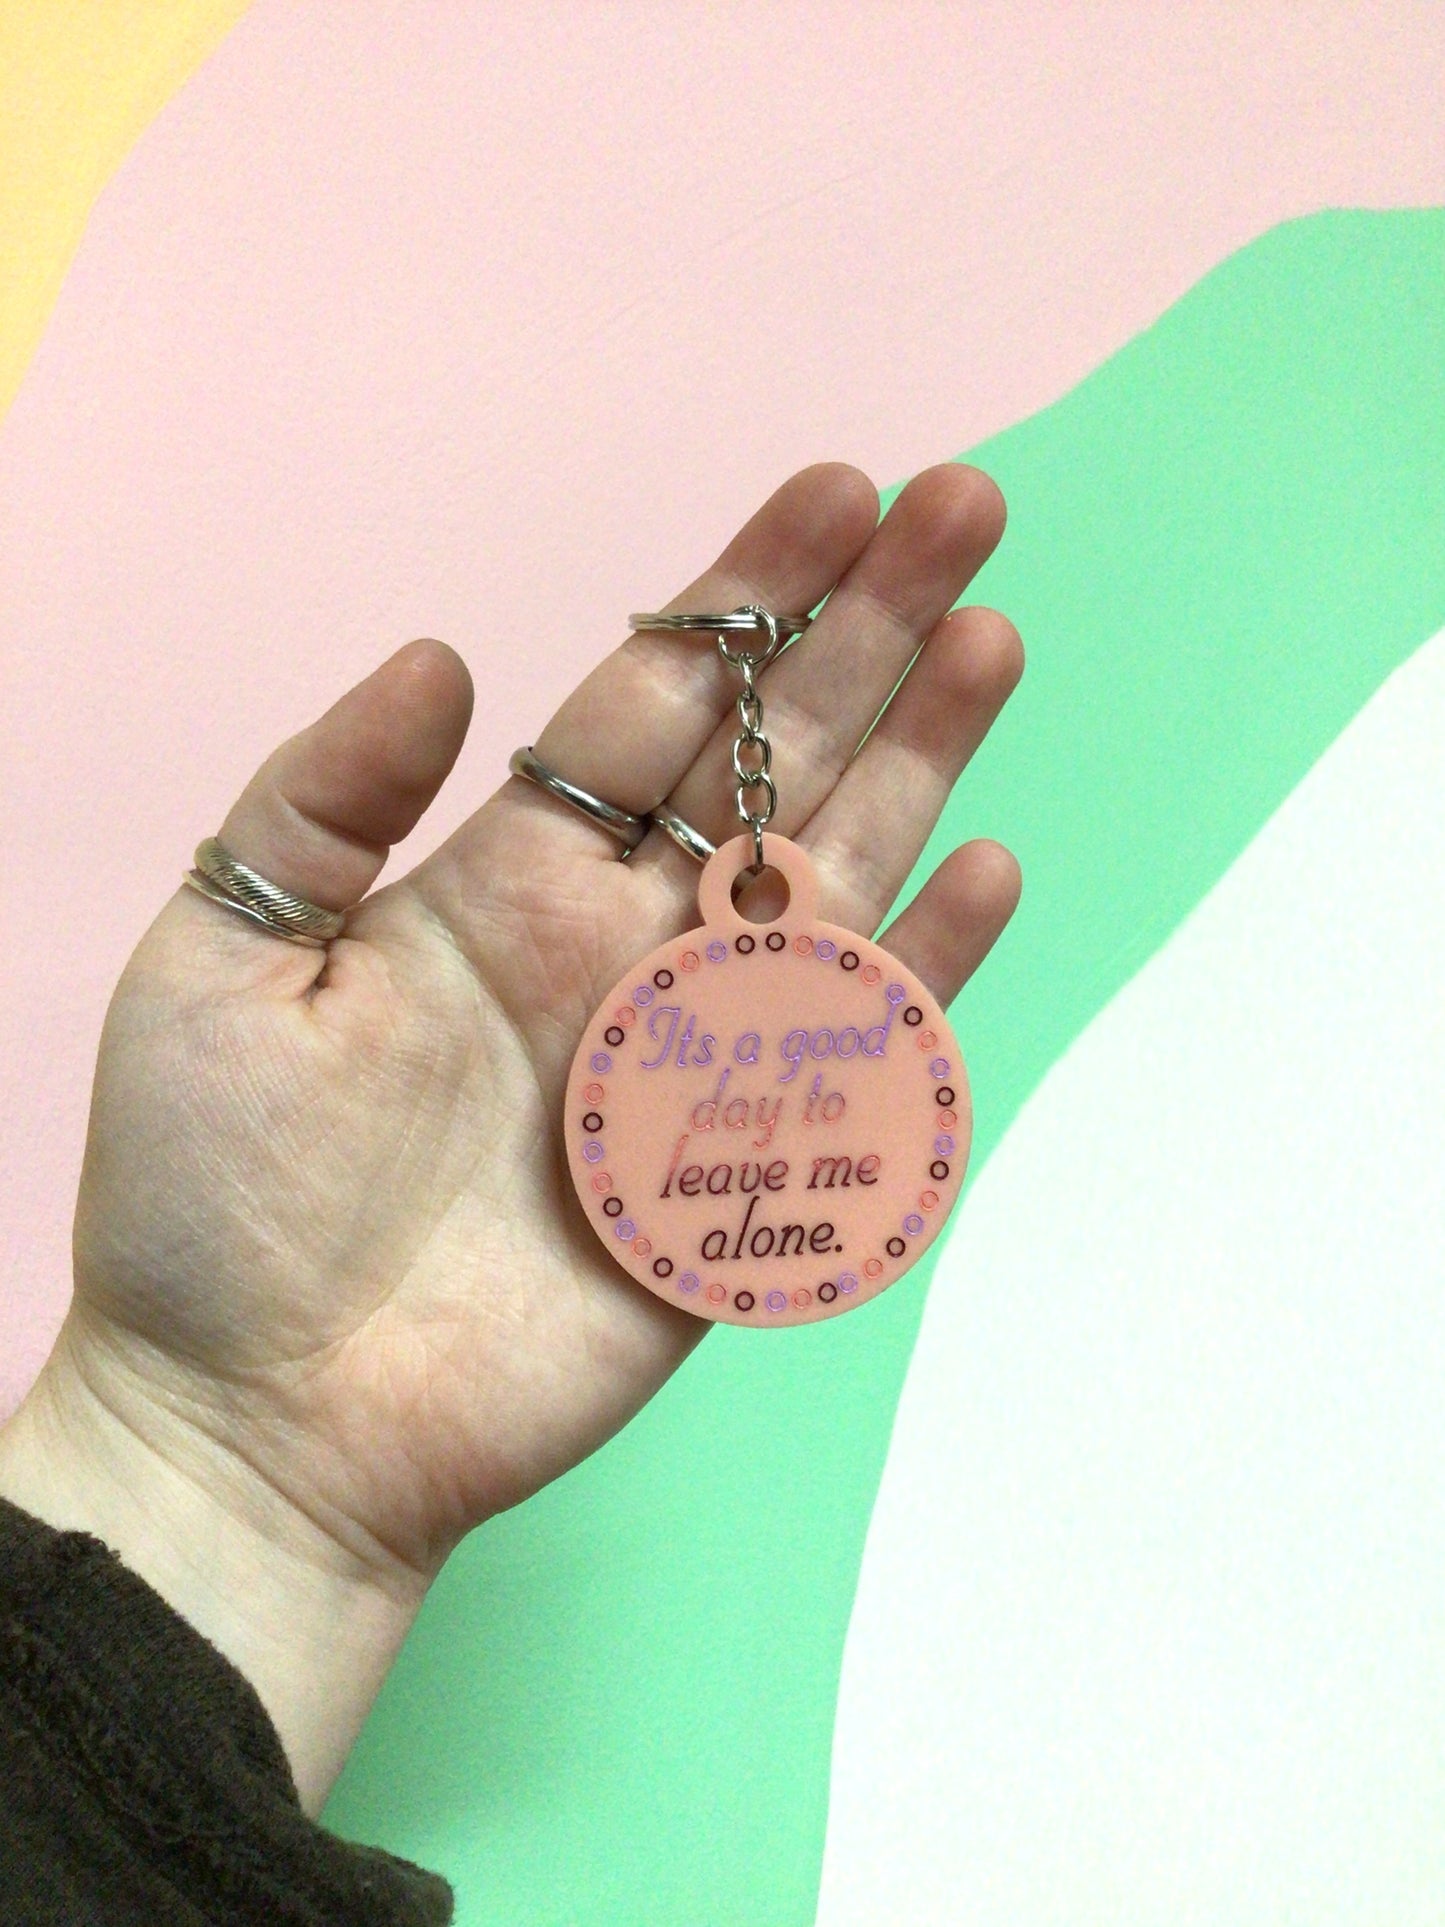 Its a good
day to
leave me
alone.